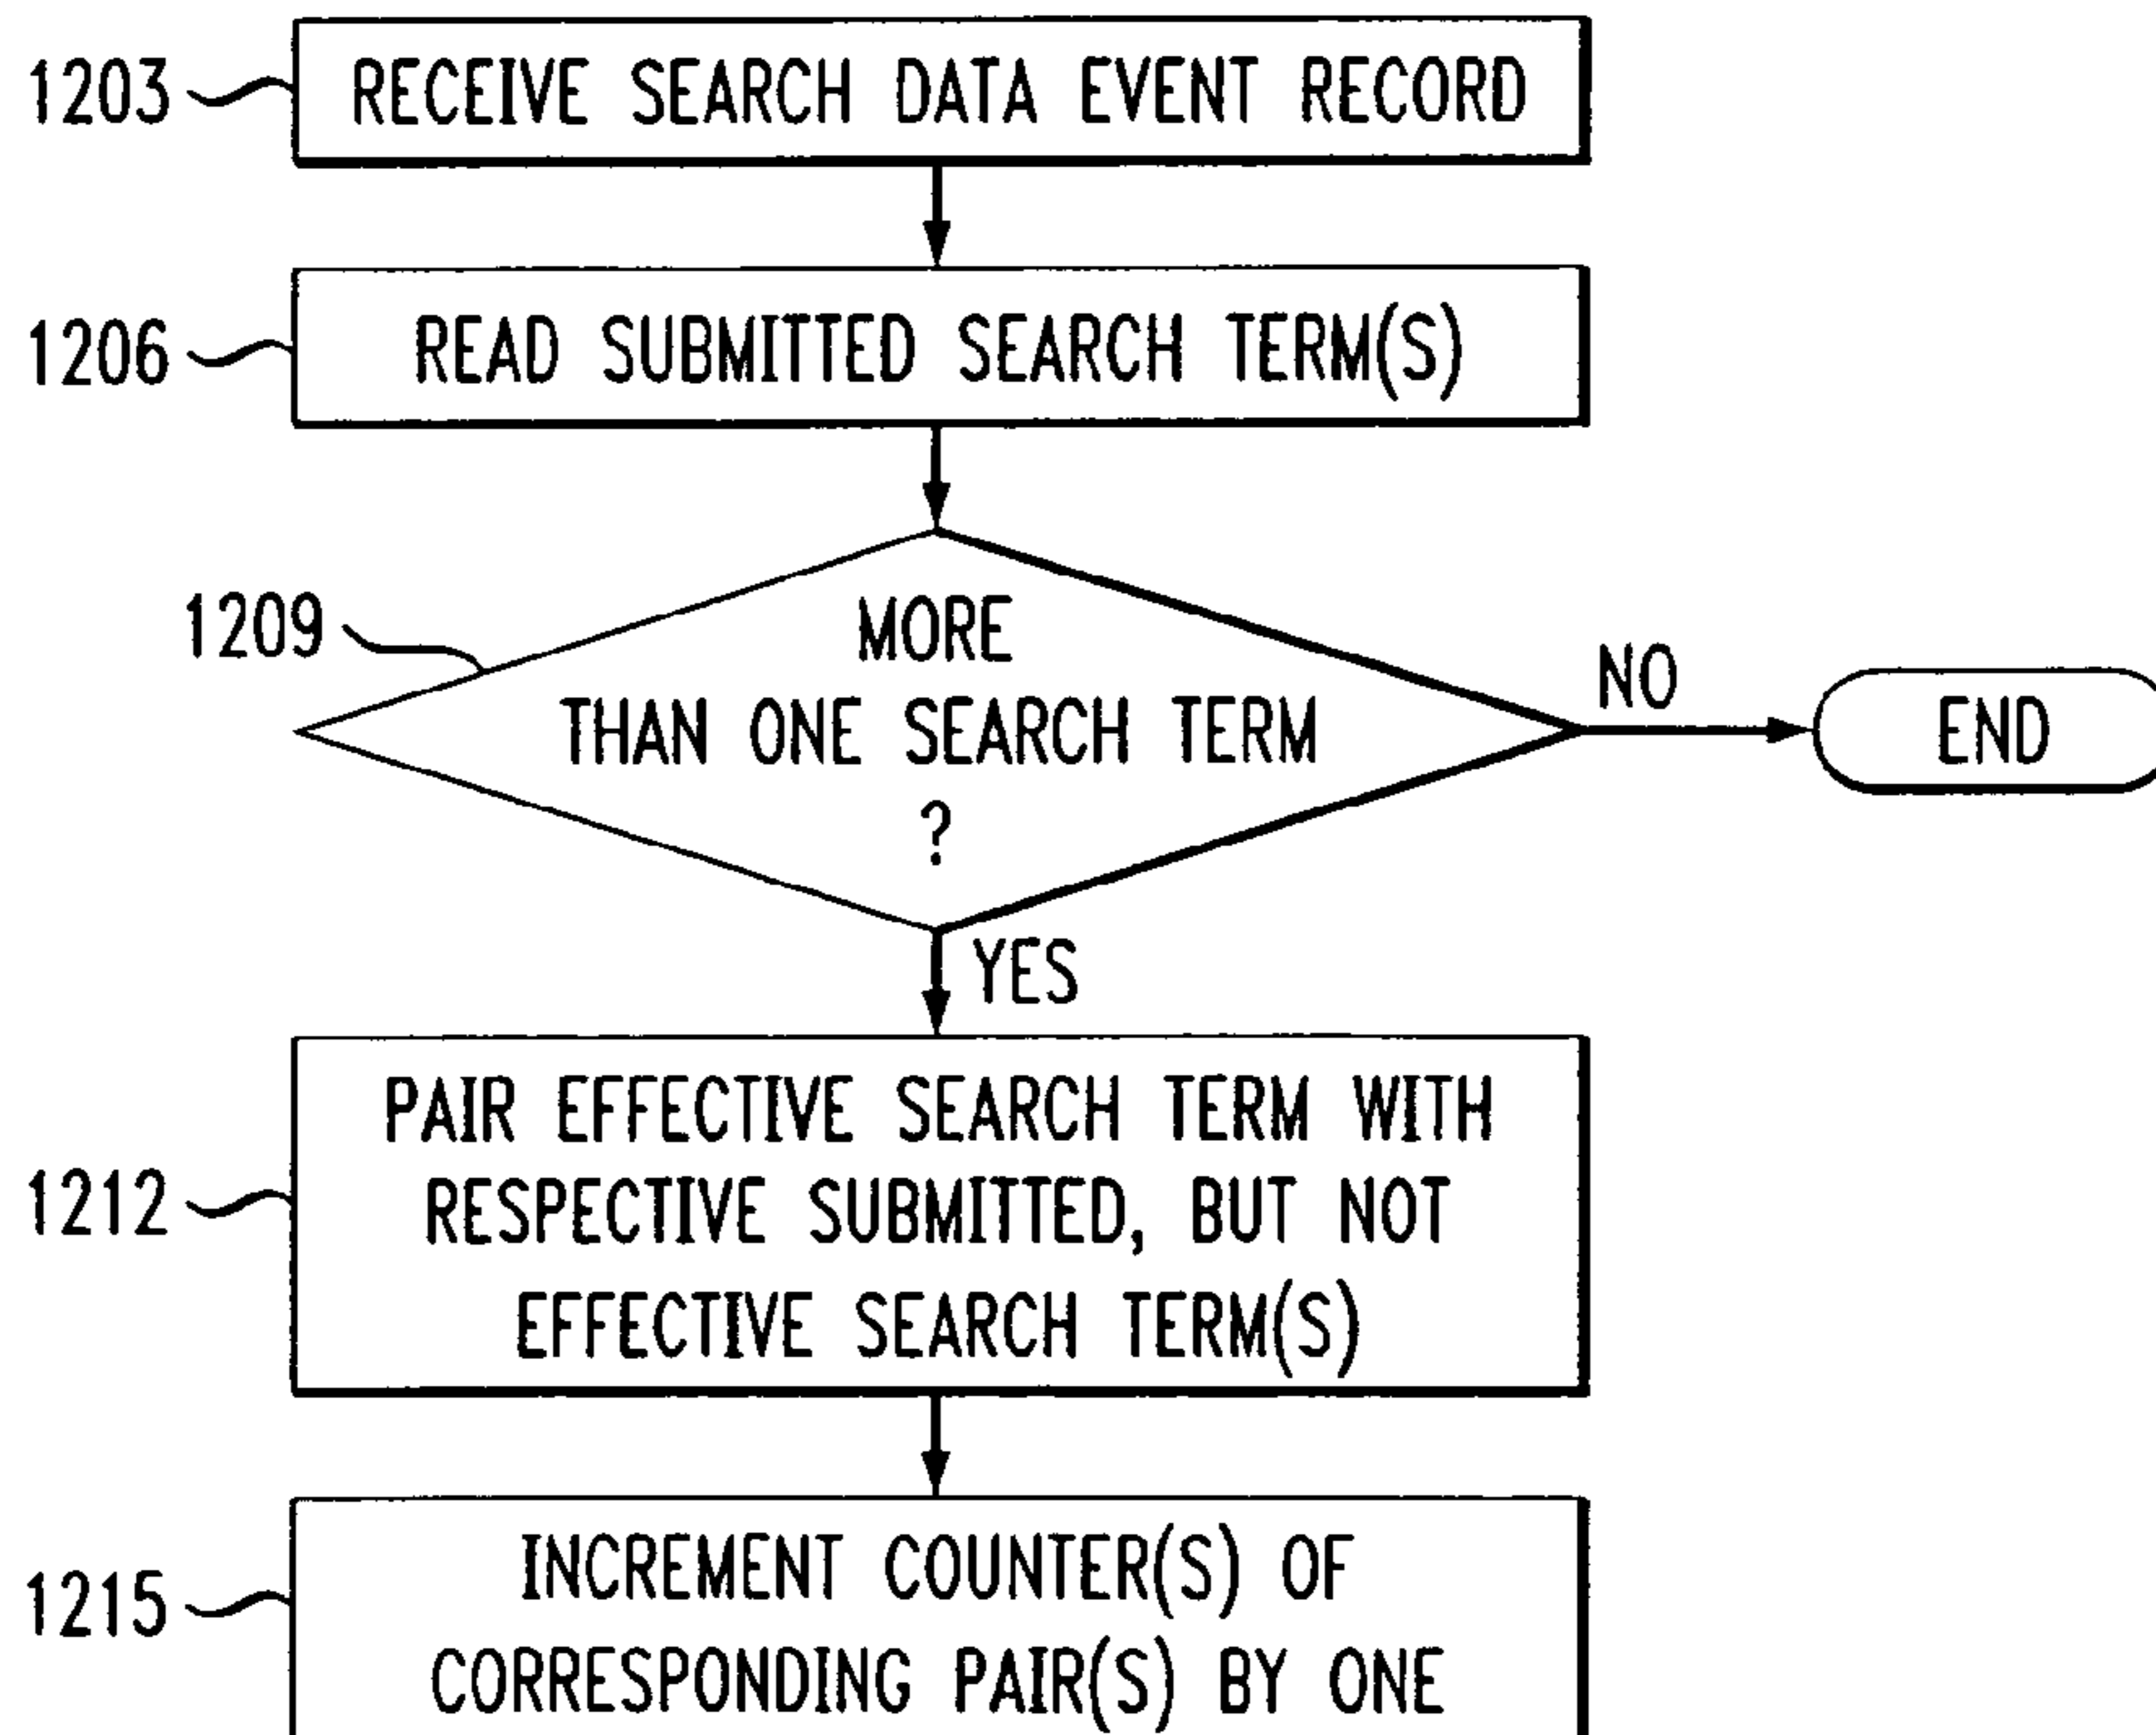 1203
RECEIVE SEARCH DATA EVENT RECORD
1206
READ SUBMITTED SEARCH TERM(S)
1209
MORE
THAN ONE SEARCH TERM
?
NO
END
YES
1212
PAIR EFFECTIVE SEARCH TERM WITH
RESPECTIVE SUBMITTED, BUT NOT
EFFECTIVE SEARCH TERM(S)
1215
INCREMENT COUNTER(S) OF
CORRESPONDING PAIR(S) BY ONE